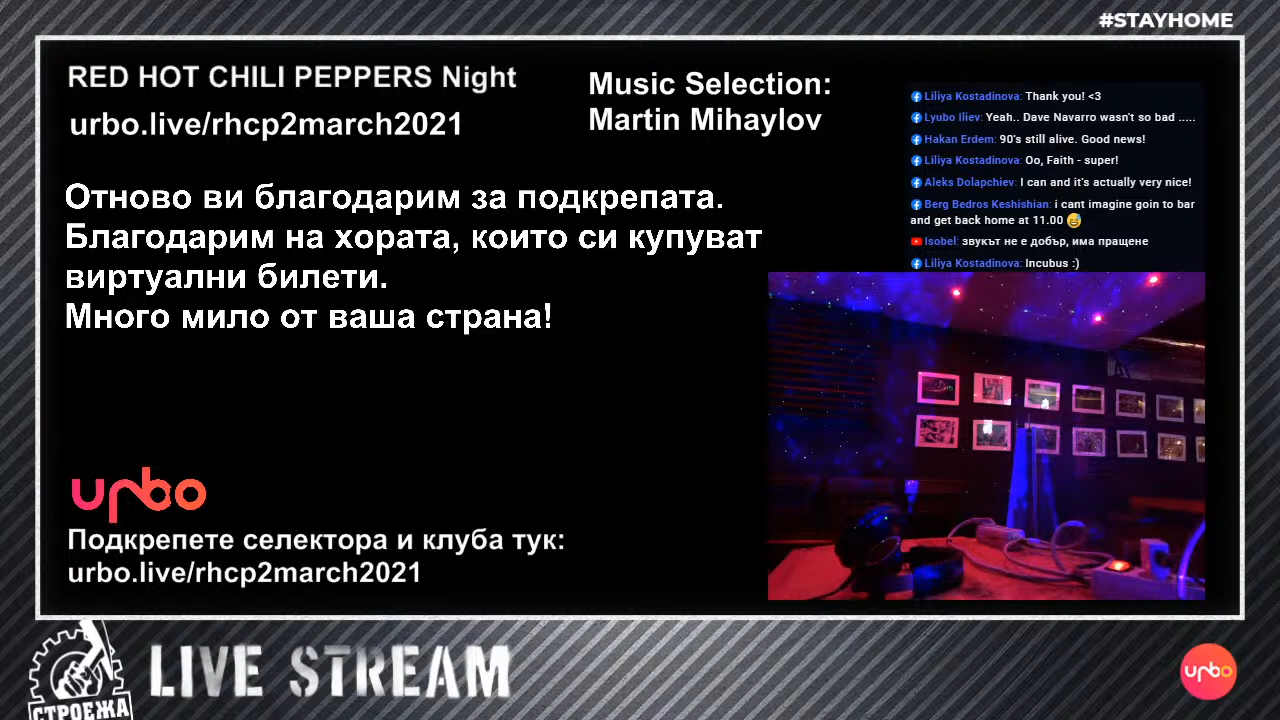 #STAYHOME
RED HOT CHILI PEPPERS Night
urbo.live/rhcp2march2021
Music Selection:
Martin Mihaylov
Liliya Kostadinova: Thank you! <3
Lyubo Iliev: Yeah.. Dave Navarro wasn't so bad .....
Hakan Erdem: 90's still alive. Good news!
Liliya Kostadinova: Oo, Faith - super!
Aleks Dolapchiev: I can and it's actually very nice!
Berg Bedros Keshishian: i cant imagine goin to bar
and get back home at 11.00 😅
Isobel: звукът не е добър, има пращене
Liliya Kostadinova: Incubus :)
Отново ви благодарим за подкрепата.
Благодарим на хората, които си купуват
виртуални билети.
Много мило от ваша страна!
urbo
Подкрепете селектора и клуба тук:
urbo.live/rhcp2march2021
СТРОЕЖА
LIVE STREAM
urbo